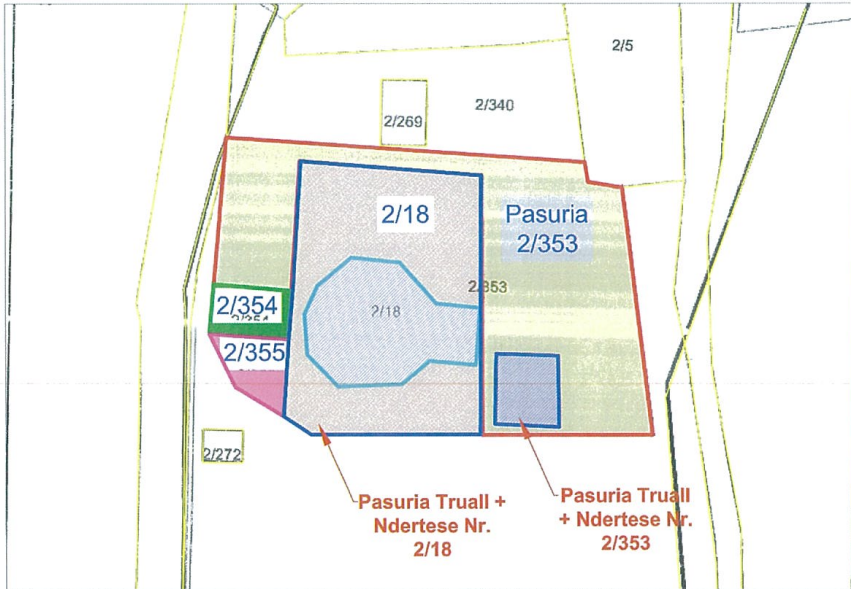 2/5
2/340
2/269
2/18
Pasuria
2/353
2/353
2/18
2/354
2/355
2/272
Pasuria Truall +
Ndertese Nr.
2/18
Pasuria Truall
+ Ndertese Nr.
2/353